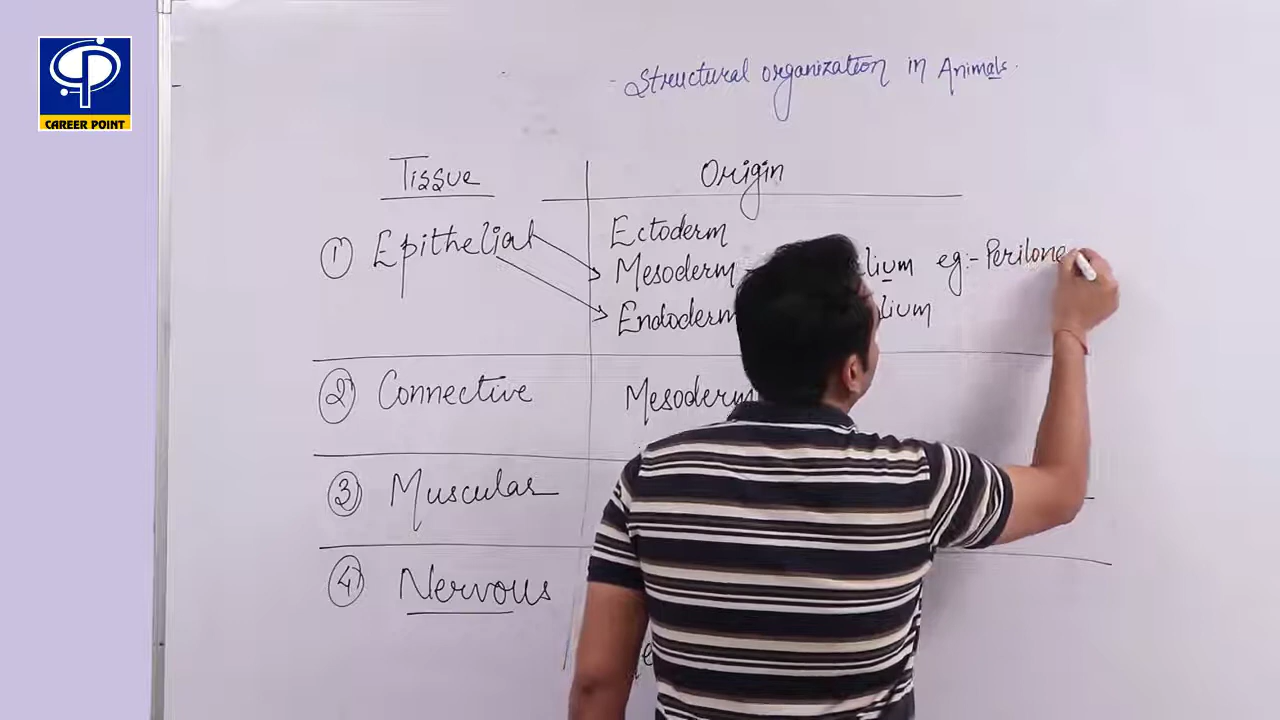 CAREER POINT
Structural organization in Animals.
Tissue Origin
① Epithelial Ectoderm
Mesoderm - lium eg:- Peritone
Endoderm lium
② Connective Mesoderm
③ Muscular
④ Nervous